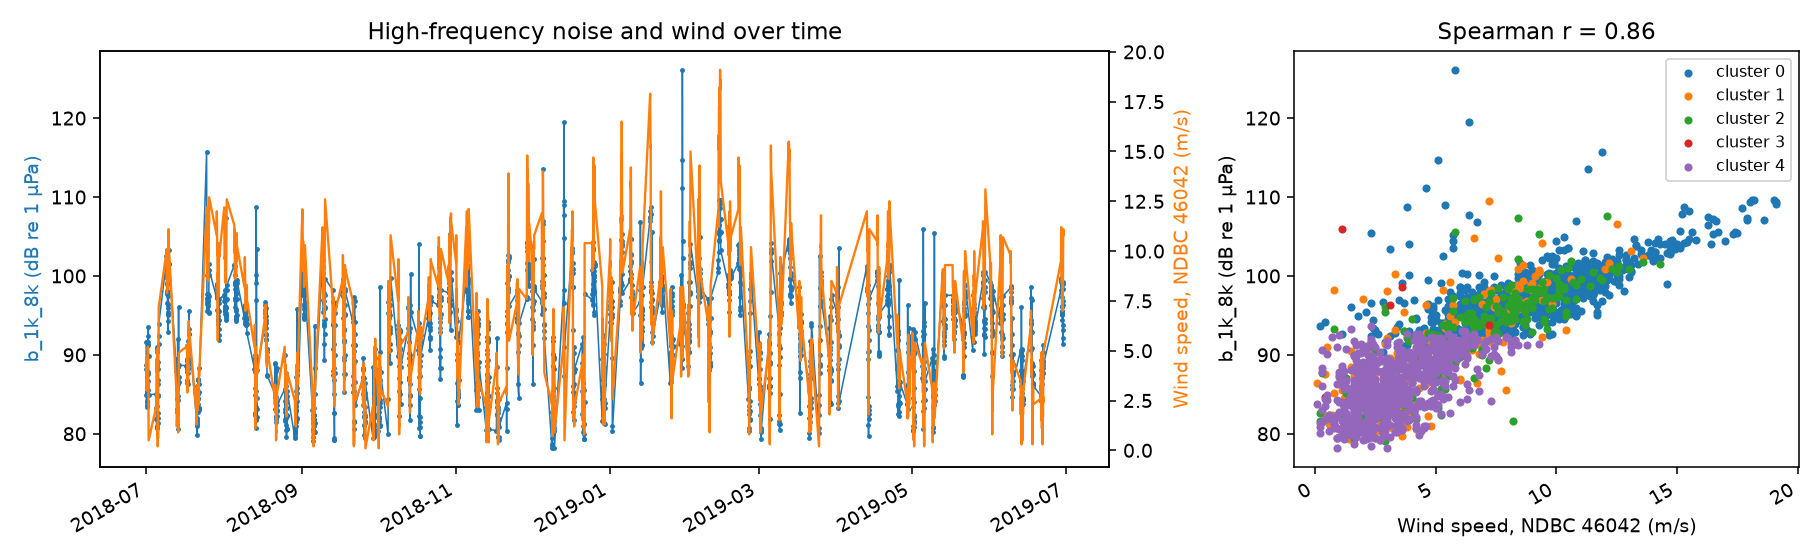 High-frequency noise and wind over time
b_1k_8k (dB re 1 μPa)
120
110
100
90
80
2018-07
2018-09
2018-11
2019-01
2019-03
2019-05
2019-07
20.0
17.5
15.0
12.5
10.0
7.5
5.0
2.5
0.0
Wind speed, NDBC 46042 (m/s)
Spearman r = 0.86
b_1k_8k (dB re 1 μPa)
120
110
100
90
80
cluster 0
cluster 1
cluster 2
cluster 3
cluster 4
0
5
10
15
20
Wind speed, NDBC 46042 (m/s)